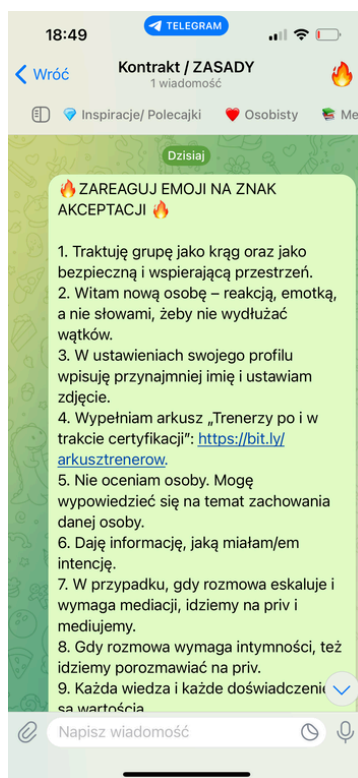 18:49
TELEGRAM
Wróć
Kontrakt / ZASADY
1 wiadomość
Inspiracje/ Polecajki
Osobisty
Me
Dzisiaj
🔥 ZAREAGUJ EMOJI NA ZNAK
AKCEPTACJI 🔥
1. Traktuję grupę jako krąg oraz jako
bezpieczną i wspierającą przestrzeń.
2. Witam nową osobę – reakcją, emotką,
a nie słowami, żeby nie wydłużać
wątków.
3. W ustawieniach swojego profilu
wpisuję przynajmniej imię i ustawiam
zdjęcie.
4. Wypełniam arkusz „Trenerzy po i w
trakcie certyfikacji": https://bit.ly/
arkusztrenerow.
5. Nie oceniam osoby. Mogę
wypowiedzieć się na temat zachowania
danej osoby.
6. Daję informację, jaką miałam/em
intencję.
7. W przypadku, gdy rozmowa eskaluje i
wymaga mediacji, idziemy na priv i
mediujemy.
8. Gdy rozmowa wymaga intymności, też
idziemy porozmawiać na priv.
9. Każda wiedza i każde doświadczenie
są wartością
Napisz wiadomość